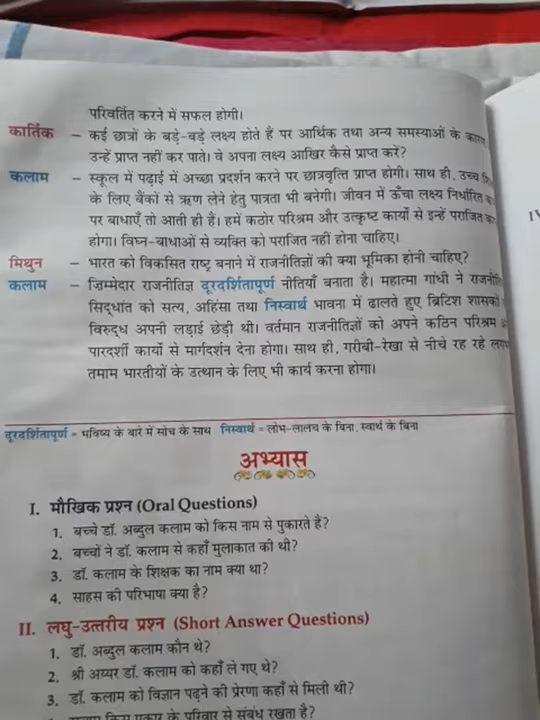 परिवर्तित करने में सफल होगी।
कार्तिक – कई छात्रों के बड़े-बड़े लक्ष्य होते हैं पर आर्थिक तथा अन्य समस्याओं के कारण
उन्हें प्राप्त नहीं कर पाते। वे अपना लक्ष्य आखिर कैसे प्राप्त करें?
कलाम – स्कूल में पढ़ाई में अच्छा प्रदर्शन करने पर छात्रवृत्ति प्राप्त होगी। साथ ही, उच्च
के लिए बैंकों से ऋण लेने हेतु पात्रता भी बनेगी। जीवन में ऊँचा लक्ष्य निर्धारित
पर बाधाएँ तो आती ही हैं। हमें कठोर परिश्रम और उत्कृष्ट कार्यों से इन्हें पराजित
होगा। विघ्न-बाधाओं से व्यक्ति को पराजित नहीं होना चाहिए।
मिथुन – भारत को विकसित राष्ट्र बनाने में राजनीतिज्ञों की क्या भूमिका होनी चाहिए?
कलाम – जिम्मेदार राजनीतिज्ञ दूरदर्शितापूर्ण नीतियाँ बनाता है। महात्मा गांधी ने
सिद्धांत को सत्य, अहिंसा तथा निस्वार्थ भावना में ढालते हुए ब्रिटिश शासकों
विरुद्ध अपनी लड़ाई छेड़ी थी। वर्तमान राजनीतिज्ञों को अपने कठिन परिश्रम
पारदर्शी कार्यों से मार्गदर्शन देना होगा। साथ ही, गरीबी-रेखा से नीचे रह रहे
तमाम भारतीयों के उत्थान के लिए भी कार्य करना होगा।
दूरदर्शितापूर्ण = भविष्य के बारे में सोच के साथ निस्वार्थ = लोभ-लालच के बिना, स्वार्थ के बिना
अभ्यास
I. मौखिक प्रश्न (Oral Questions)
1. बच्चे डॉ. अब्दुल कलाम को किस नाम से पुकारते हैं?
2. बच्चों ने डॉ. कलाम से कहाँ मुलाकात की थी?
3. डॉ. कलाम के शिक्षक का नाम क्या था?
4. साहस की परिभाषा क्या है?
II. लघु-उत्तरीय प्रश्न (Short Answer Questions)
1. डॉ. अब्दुल कलाम कौन थे?
2. श्री अय्यर डॉ. कलाम को कहाँ ले गए थे?
3. डॉ. कलाम को विज्ञान पढ़ने की प्रेरणा कहाँ से मिली थी?
किस प्रकार के परिवार से संबंध रखता है?
IV